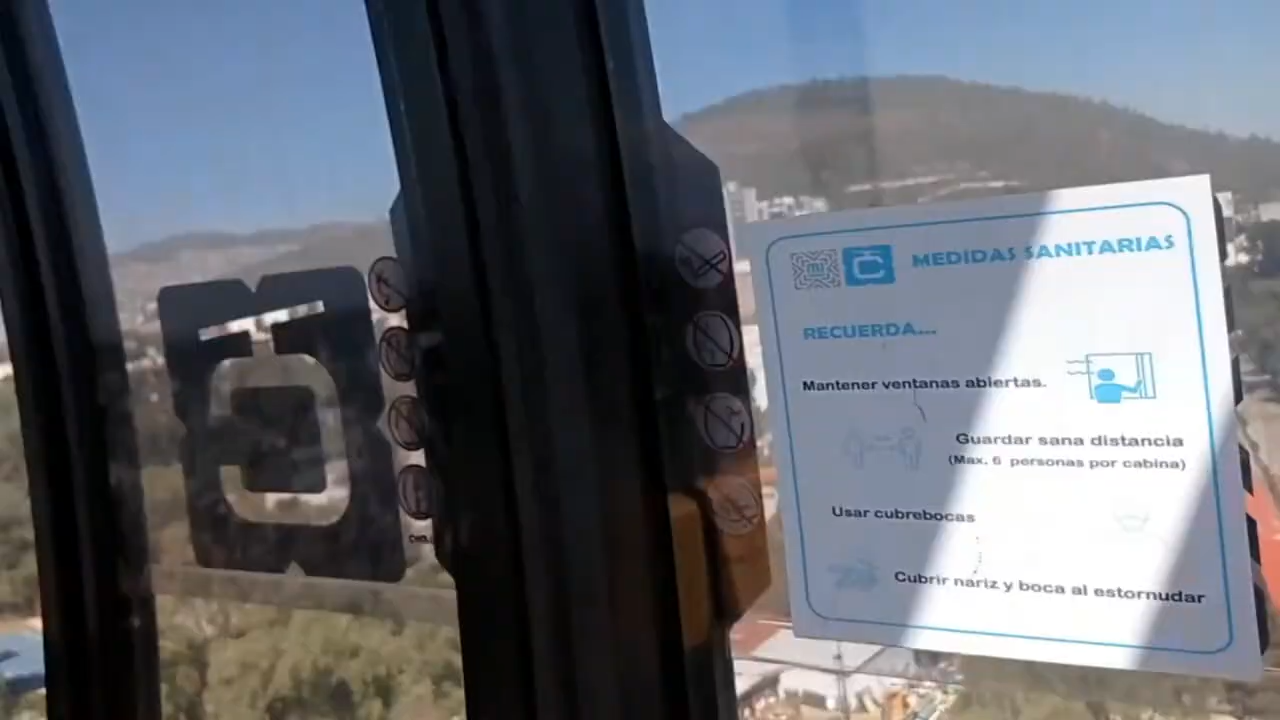 mi
MEDIDAS SANITARIAS
RECUERDA...
Mantener ventanas abiertas.
Guardar sana distancia
(Max. 6 personas por cabina)
Usar cubrebocas
Cubrir nariz y boca al estornudar